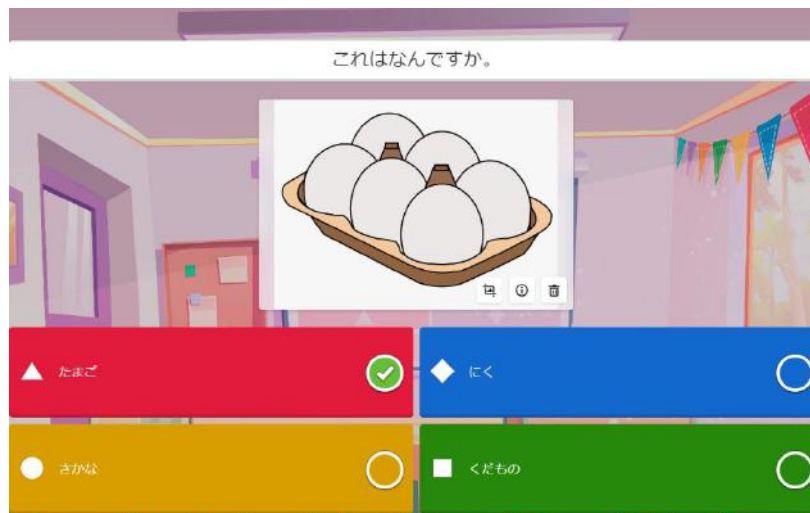 これはなんですか。
たまご
にく
さかな
くだもの